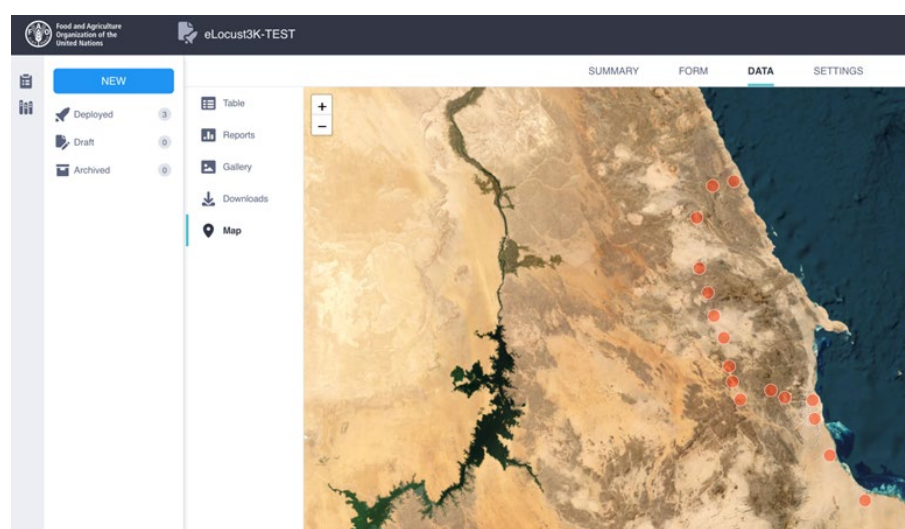 Food and Agriculture
Organization of the
United Nations
eLocust3K-TEST
SUMMARY FORM DATA SETTINGS
NEW
Deployed 3
Draft 0
Archived 0
Table
Reports
Gallery
Downloads
Map
+
−